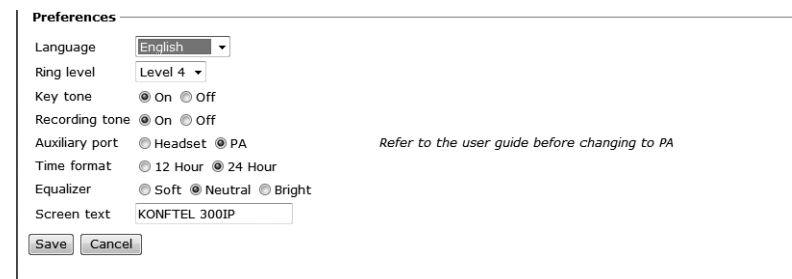 Preferences
Language English
Ring level Level 4
Key tone On Off
Recording tone On Off
Auxiliary port Headset PA Refer to the user guide before changing to PA
Time format 12 Hour 24 Hour
Equalizer Soft Neutral Bright
Screen text KONFTEL 300IP
Save Cancel